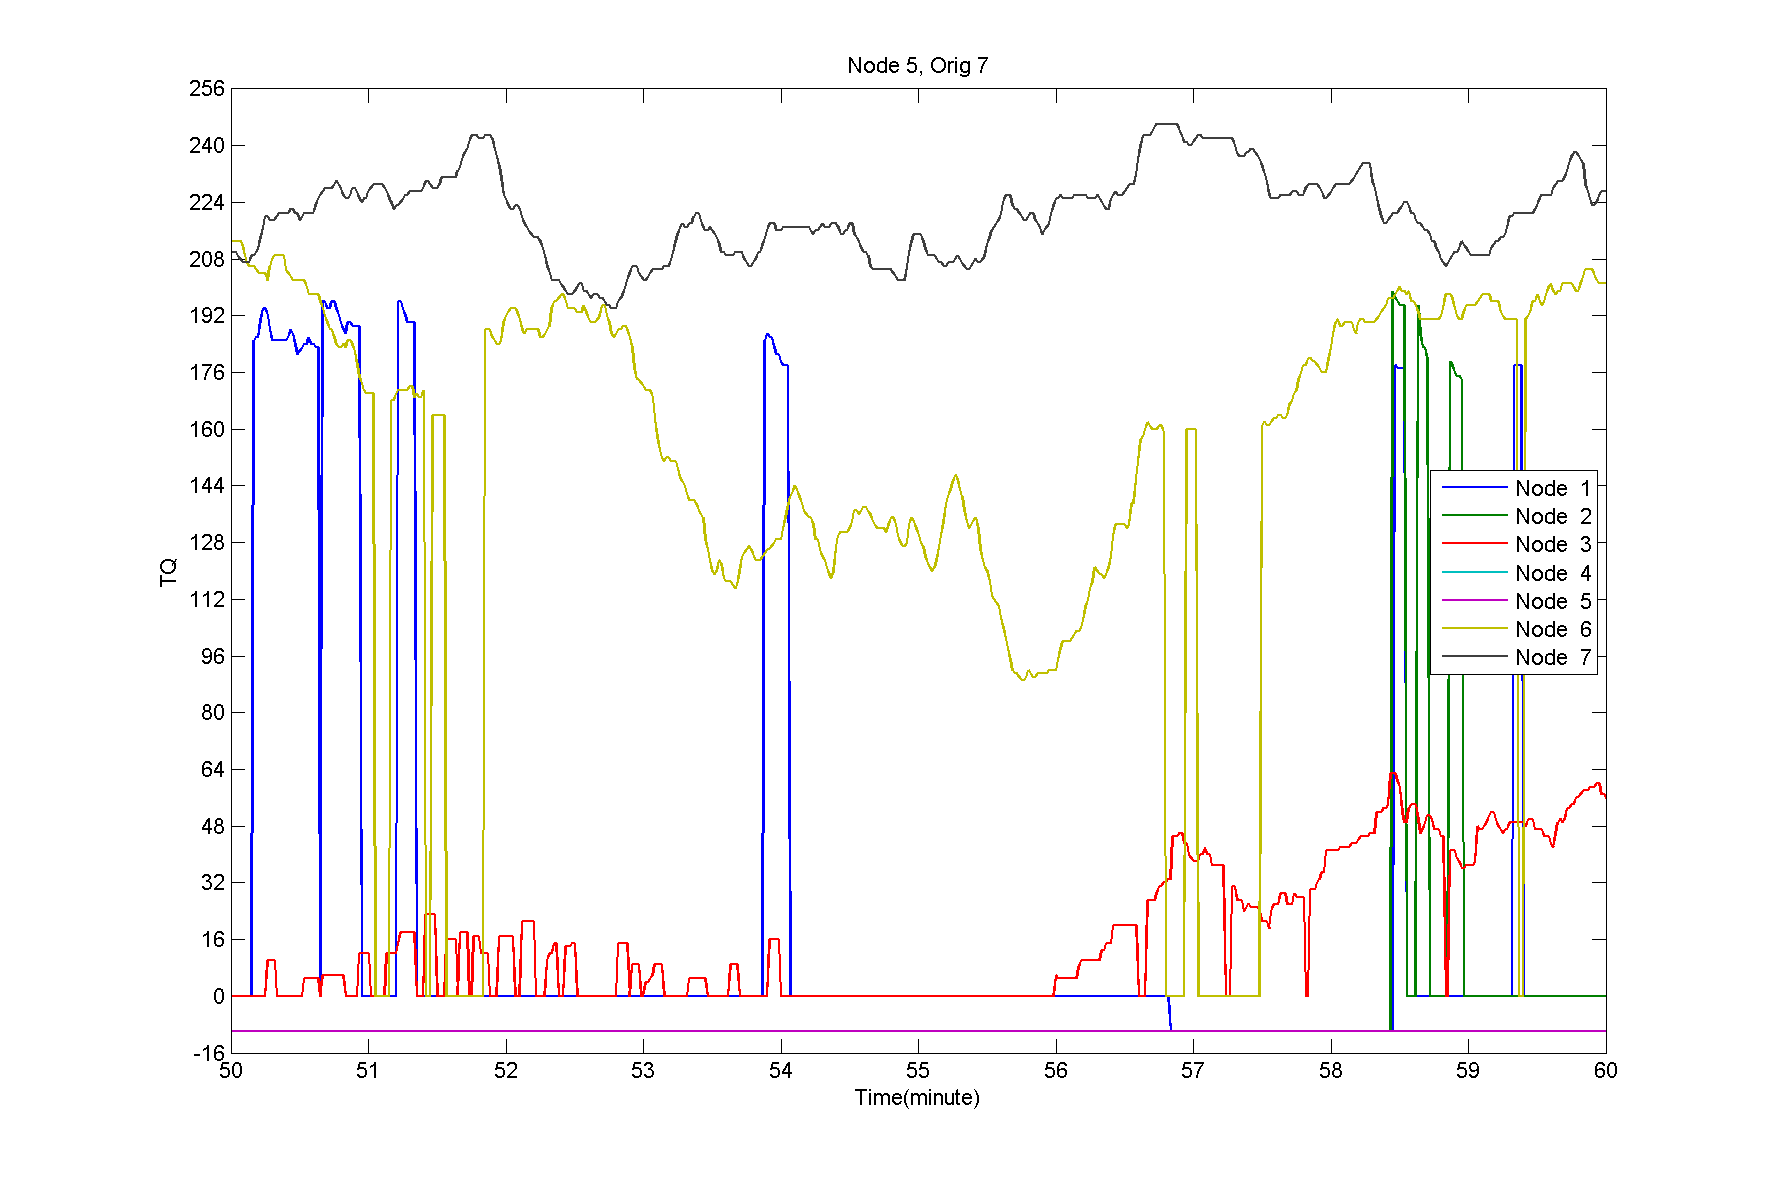 Node 5, Orig 7
256
240
224
208
192
176
160
144
128
112
96
80
64
48
32
16
0
-16
TQ
Node 1
Node 2
Node 3
Node 4
Node 5
Node 6
Node 7
50 51 52 53 54 55 56 57 58 59 60
Time(minute)